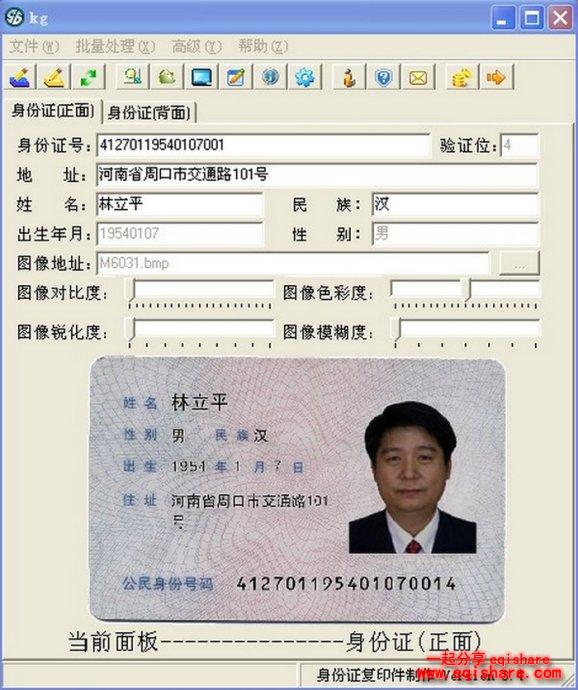 kg
文件(W) 批量处理(X) 高级(Y) 帮助(Z)
身份证(正面) 身份证(背面)
身份证号: 41270119540107001 验证位: 4
地 址: 河南省周口市交通路101号
姓 名: 林立平 民 族: 汉
出生年月: 19540107 性 别: 男
图像地址: M6031.bmp ...
图像对比度: 图像色彩度:
图像锐化度: 图像模糊度:
姓名 林立平
性别 男 民族 汉
出生 1954 年 1 月 7 日
住址 河南省周口市交通路101
号
公民身份号码 412701195401070014
当前面板---------------身份证(正面)
一起分享 eqishare
www.eqishare.com
身份证复印件制作